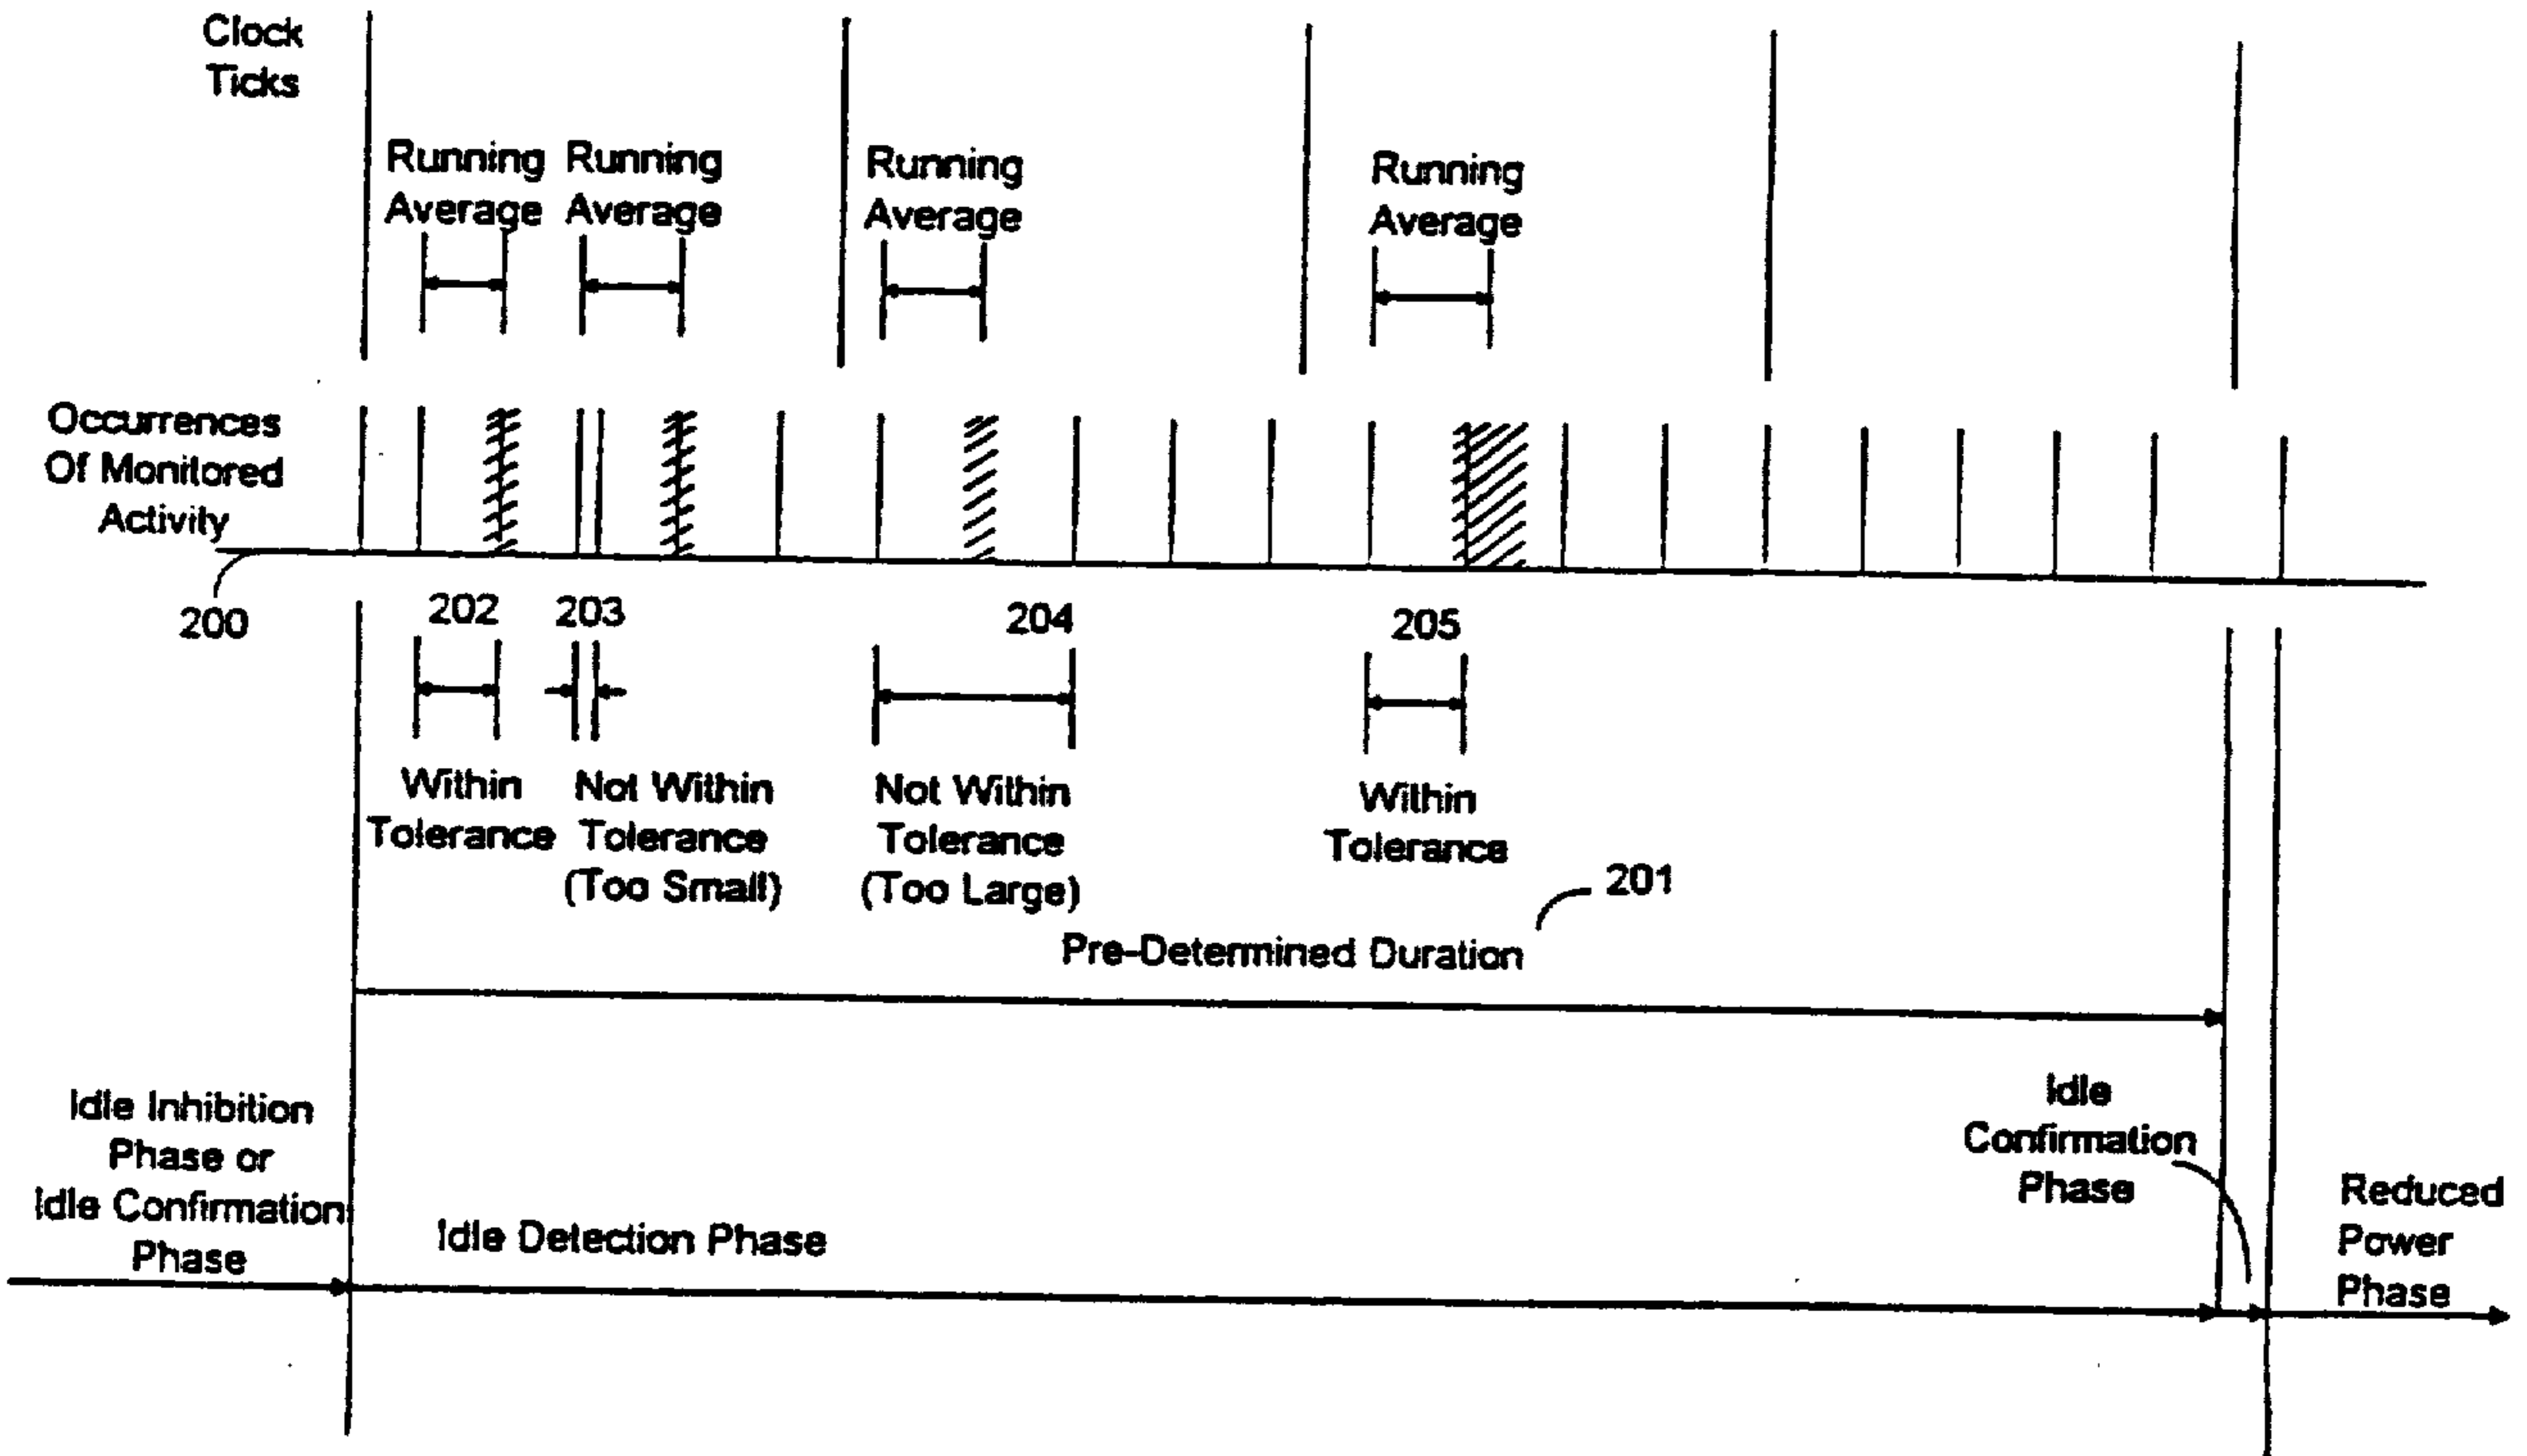 Clock
Ticks
Running
Average
Running
Average
Running
Average
Running
Average
Occurrences
Of Monitored
Activity
200
202
203
204
205
Within
Tolerance
Not Within
Tolerance
(Too Small)
Not Within
Tolerance
(Too Large)
Within
Tolerance
201
Pre-Determined Duration
Idle Inhibition
Phase or
Idle Confirmation
Phase
Idle Detection Phase
Idle
Confirmation
Phase
Reduced
Power
Phase